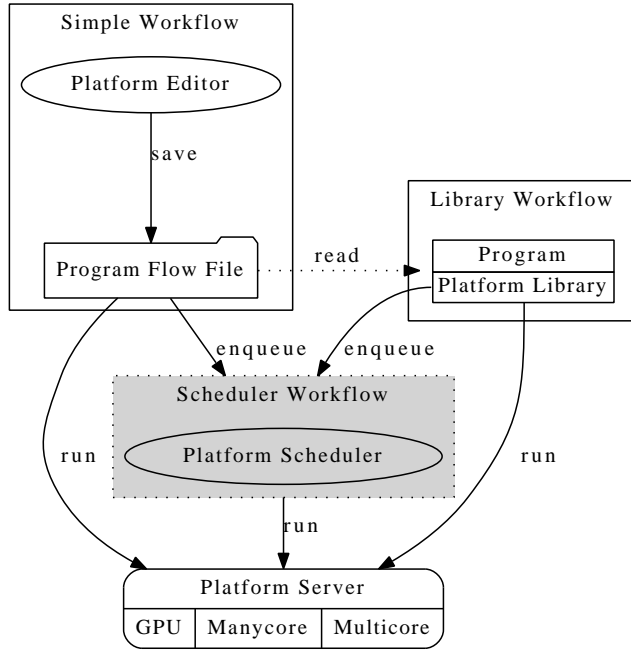 Simple Workflow
Platform Editor
save
Library Workflow
Program Flow File
read
Program
Platform Library
enqueue
enqueue
Scheduler Workflow
Platform Scheduler
run
run
run
Platform Server
GPU
Manycore
Multicore